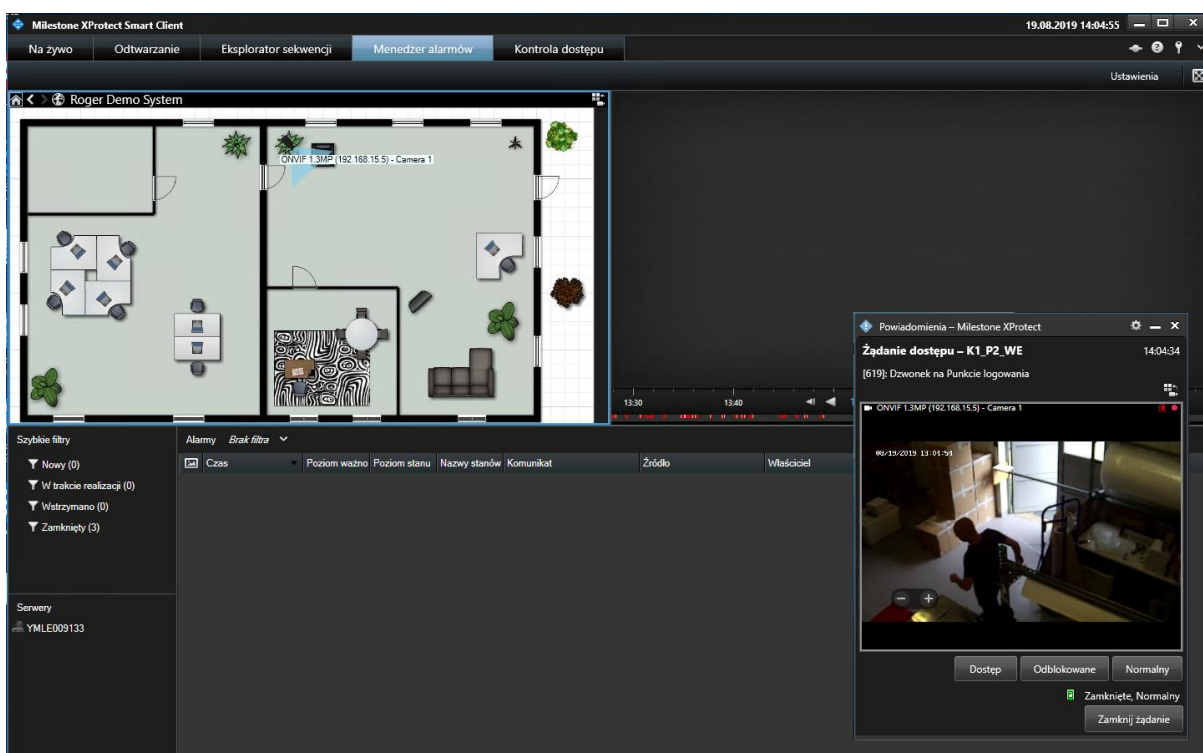 Milestone XProtect Smart Client
19.08.2019 14:04:55
Na żywo
Odtwarzanie
Eksplorator sekwencji
Menedżer alarmów
Kontrola dostępu
Ustawienia
Roger Demo System
ONVIF 1.3MP (192.168.15.5) - Camera 1
13:30
13:40
Powiadomienia – Milestone XProtect
Żądanie dostępu – K1_P2_WE
14:04:34
[619]: Dzwonek na Punkcie logowania
ONVIF 1.3MP (192.168.15.5) - Camera 1
08/19/2019 13:01:54
Dostęp
Odblokowane
Normalny
Zamknięte, Normalny
Zamknij żądanie
Szybkie filtry
Nowy (0)
W trakcie realizacji (0)
Wstrzymano (0)
Zamknięty (3)
Serwery
YMLE009133
Alarmy Brak filtra
Czas
Poziom ważno
Poziom stanu
Nazwy stanów
Komunikat
Źródło
Właściciel